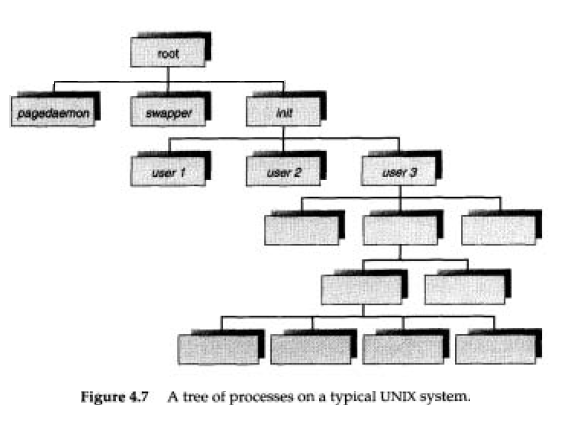 root
pagedaemon swapper init
user 1 user 2 user 3
Figure 4.7 A tree of processes on a typical UNIX system.